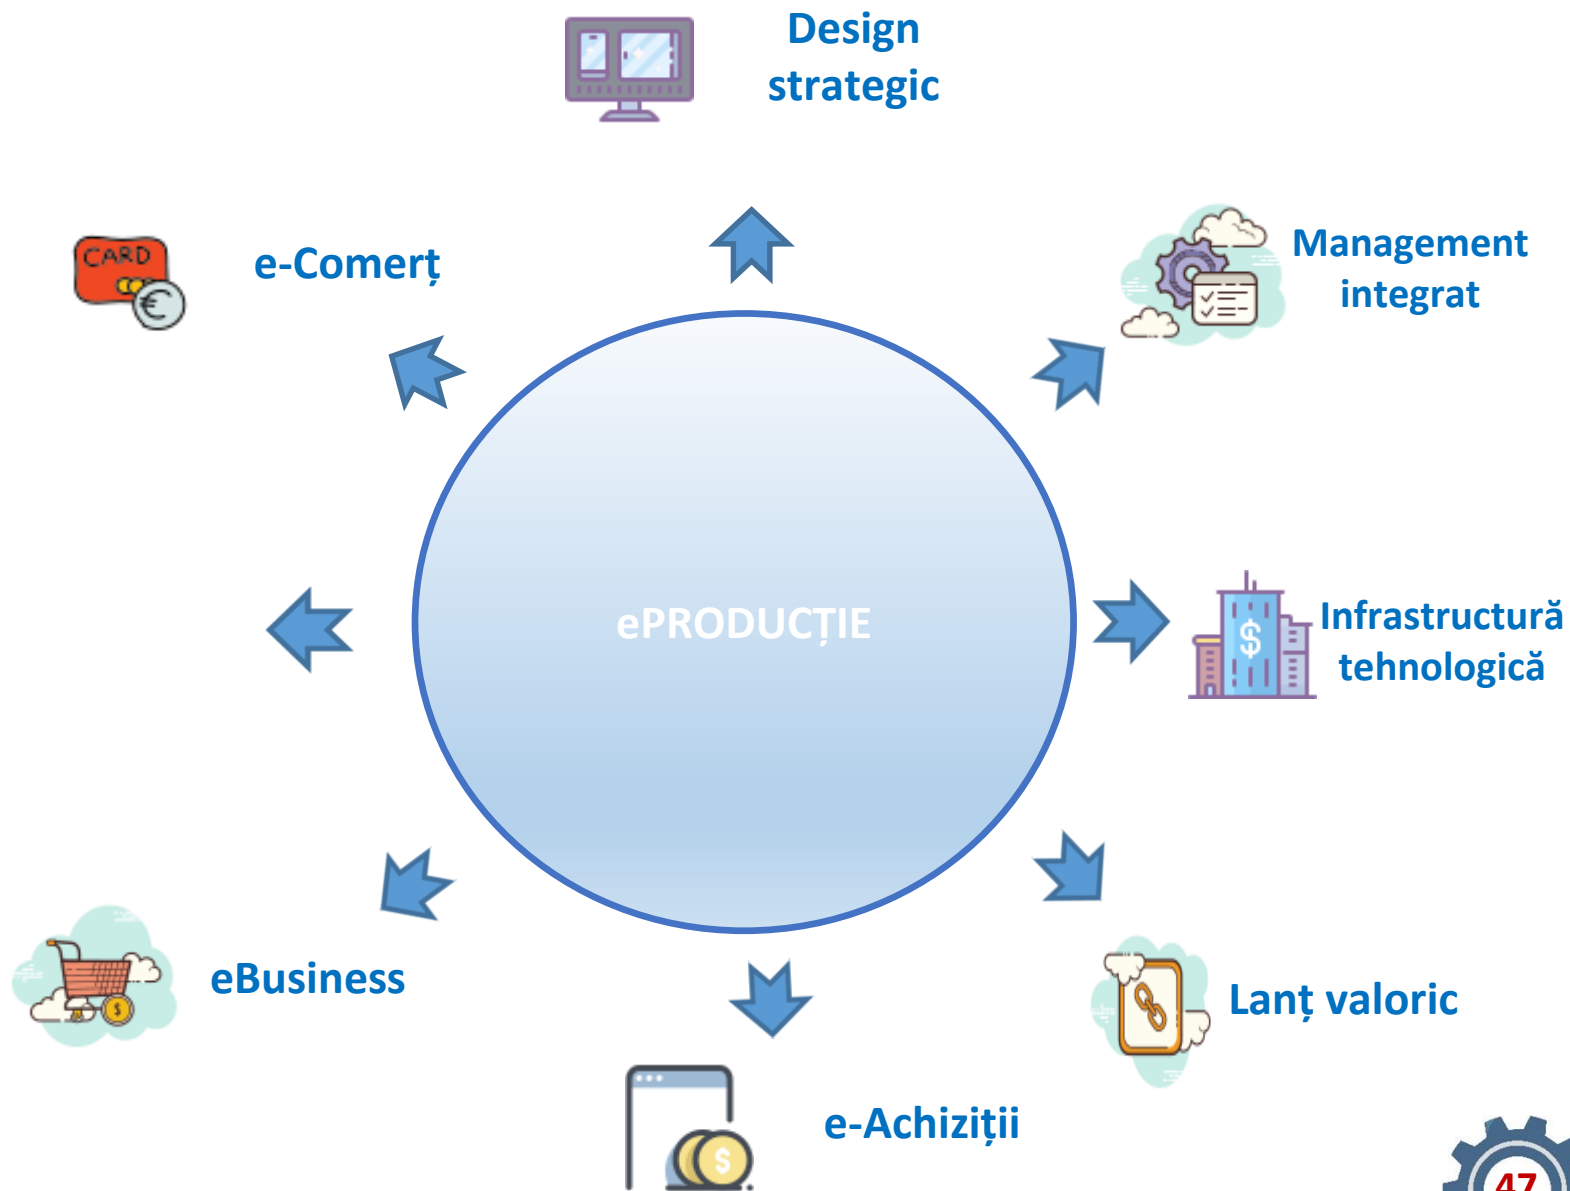 Design
strategic
CARD
e-Comerț
Management
integrat
€
ePRODUCȚIE
$
Infrastructură
tehnologică
eBusiness
$
Lanț valoric
e-Achiziții
$
47